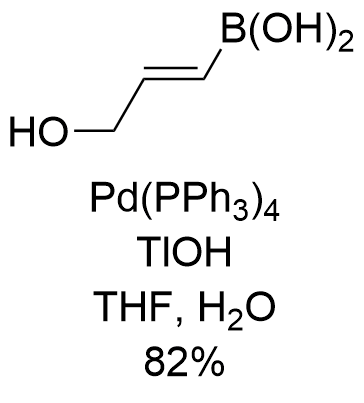 B(OH)₂
HO
Pd(PPh₃)₄
TlOH
THF, H₂O
82%